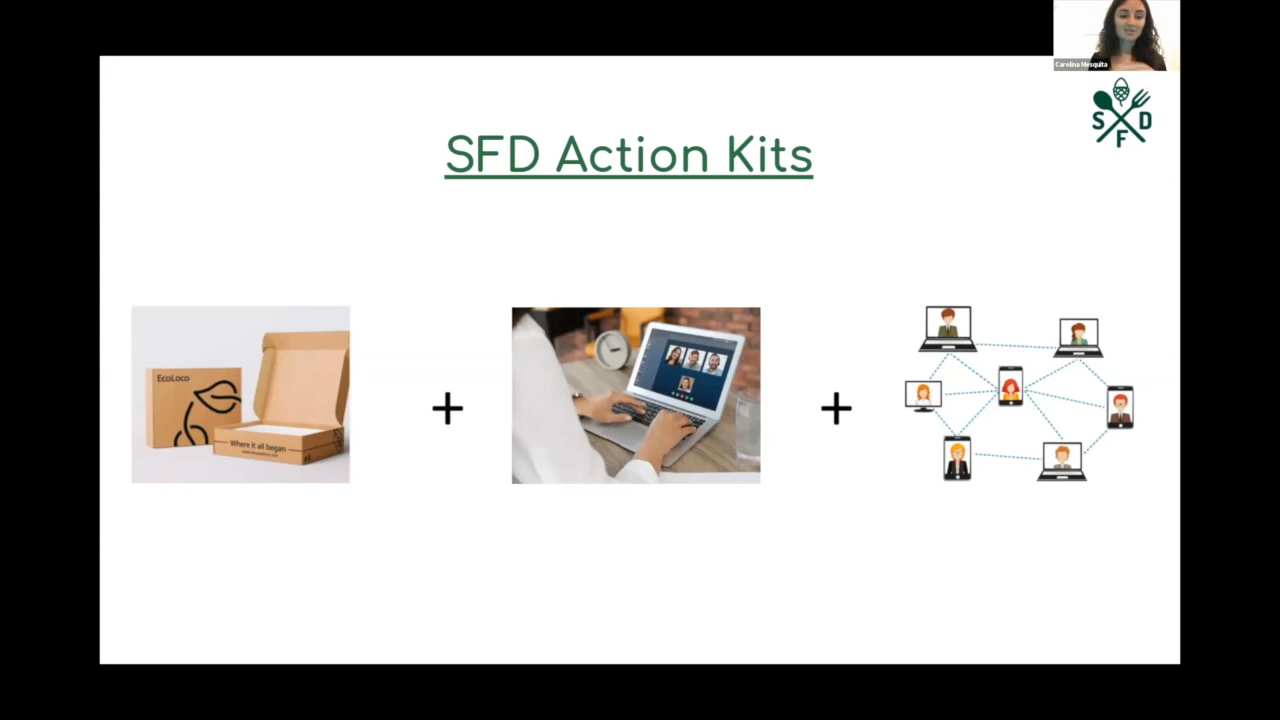 Carolina Mesquita
S D
F
SFD Action Kits
EcoLoco
Where it all began
+
+